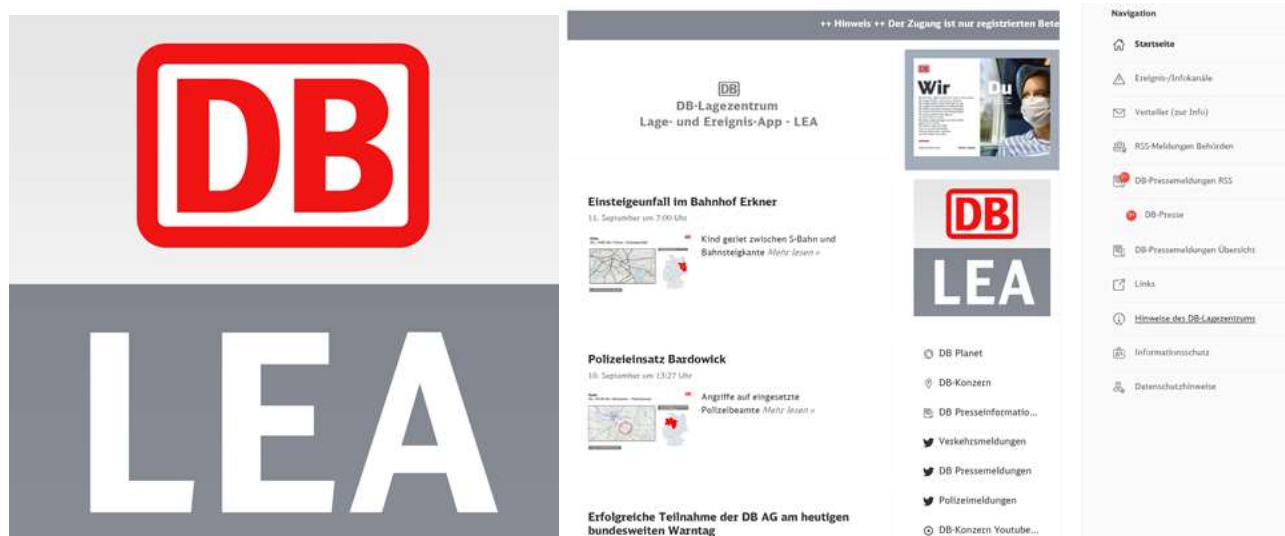 DB
LEA
++ Hinweis ++ Der Zugang ist nur registrierten Bete
DB
DB-Lagezentrum
Lage- und Ereignis-App - LEA
Wir
Du
Einsteigeunfall im Bahnhof Erkner
11. September um 7:00 Uhr
Kind geriet zwischen S-Bahn und
Bahnsteigkante Mehr lesen »
Polizeieinsatz Bardowick
10. September um 13:27 Uhr
Angriffe auf eingesetzte
Polizeibeamte Mehr lesen »
Erfolgreiche Teilnahme der DB AG am heutigen
bundesweiten Warntag
DB
LEA
DB Planet
DB-Konzern
DB Presseinformatio...
Verkehrsmeldungen
DB Pressemeldungen
Polizeimeldungen
DB-Konzern Youtube...
Navigation
Startseite
Ereignis-/Infokanäle
Verteiler (zur Info)
RSS-Meldungen Behörden
DB-Pressemeldungen RSS
DB-Presse
DB-Pressemeldungen Übersicht
Links
Hinweise des DB-Lagezentrums
Informationsschutz
Datenschutzhinweise